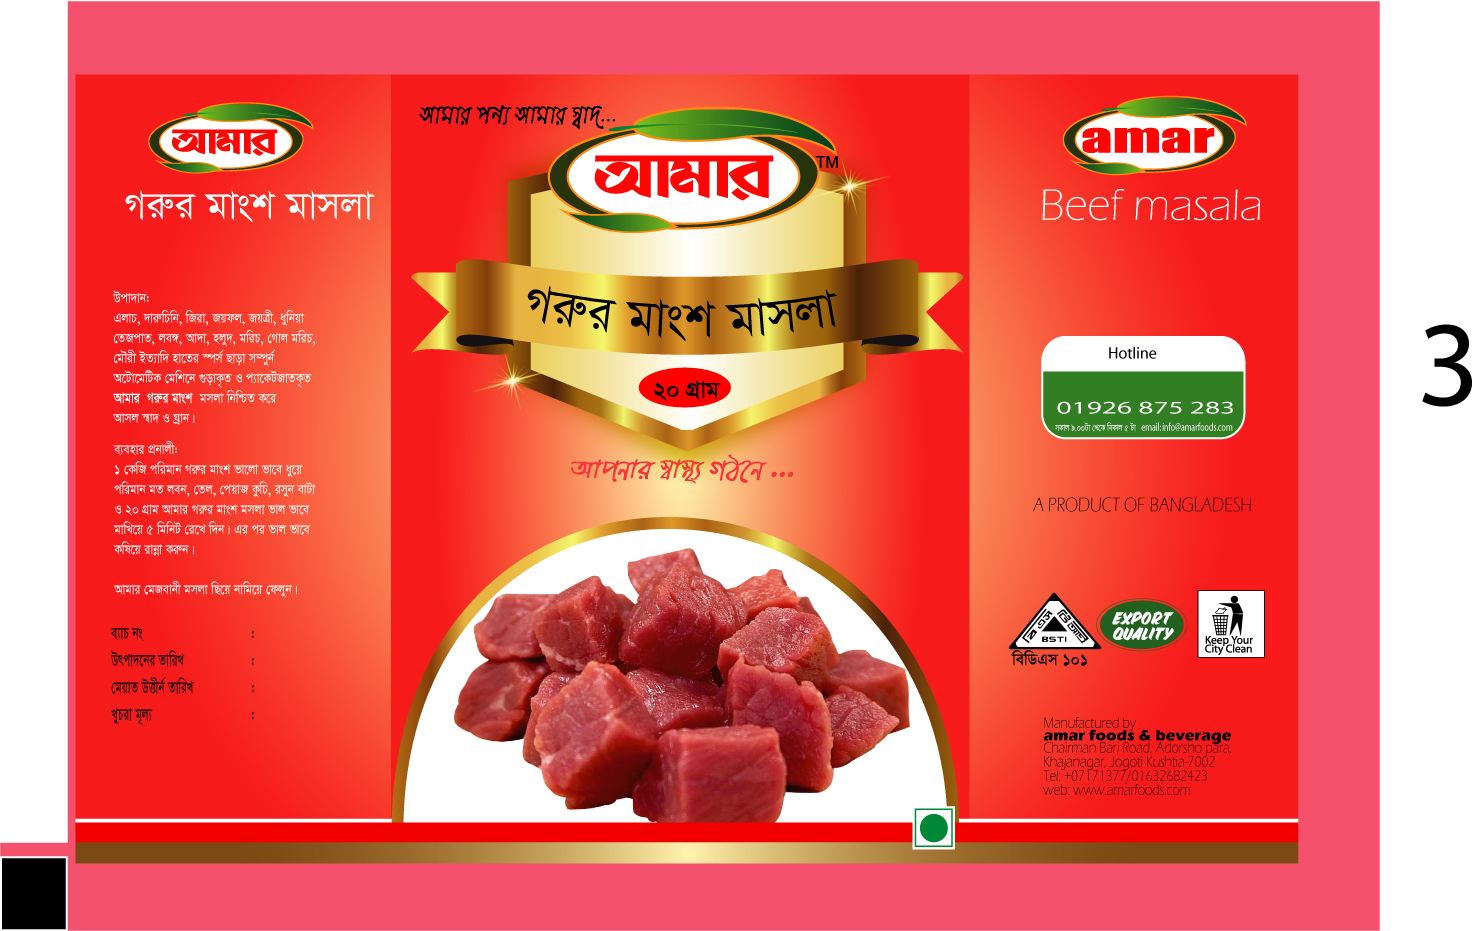 আমার
গরুর মাংশ মাসলা
উপাদান:
এলাচ, দারুচিনি, জিরা, জয়ফল, জয়ত্রী, ধুনিয়া
তেজপাত, লবঙ্গ, আদা, হলুদ, মরিচ, গোল মরিচ,
মৌরী ইত্যাদি হাতের স্পর্স ছাড়া সম্পুর্ন
অটোমেটিক মেশিনে গুড়াকৃত ও প্যাকেটজাতকৃত
আমার গরুর মাংশ মসলা নিশ্চিত করে
আসল স্বাদ ও ঘ্রান।
ব্যবহার প্রনালী:
১ কেজি পরিমান গরুর মাংশ ভালো ভাবে ধুয়ে
পরিমান মত লবন, তেল, পেয়াজ কুচি, রসুন বাটা
ও ২০ গ্রাম আমার গরুর মাংশ মসলা ভাল ভাবে
মাখিয়ে ৫ মিনিট রেখে দিন। এর পর ভাল ভাবে
কষিয়ে রান্না করুন।
আমার মেজবানী মসলা ছিয়ে নামিয়ে ফেলুন।
ব্যাচ নং :
উৎপাদনের তারিখ :
মেয়াত উত্তীর্ন তারিখ :
খুচরা মূল্য :
আমার পন্য আমার স্বাদ...
আমার TM
গরুর মাংশ মাসলা
২০ গ্রাম
আপনার স্বাস্থ্য গঠনে ...
amar
Beef masala
Hotline
01926 875 283
সকাল ৯.০০টা থেকে বিকাল ৫ টা email:info@amarfoods.com
A PRODUCT OF BANGLADESH
বিএসটিআই
BSTI
বিডিএস ১০১
EXPORT
QUALITY
Keep Your
City Clean
Manufactured by
amar foods & beverage
Chairman Bari Road, Adorsho para,
Khajanagar, Jogoti Kushtia-7002
Tel: +07171377/01632682423
web: www.amarfoods.com
3